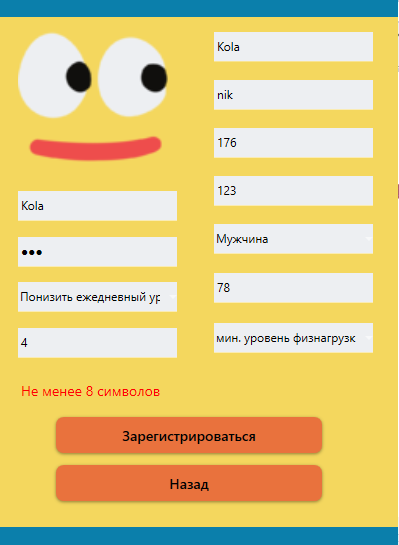 Kola
●●●
Понизить ежедневный ур
4
Kola
nik
176
123
Мужчина
78
мин. уровень физнагрузк
Не менее 8 символов
Зарегистрироваться
Назад